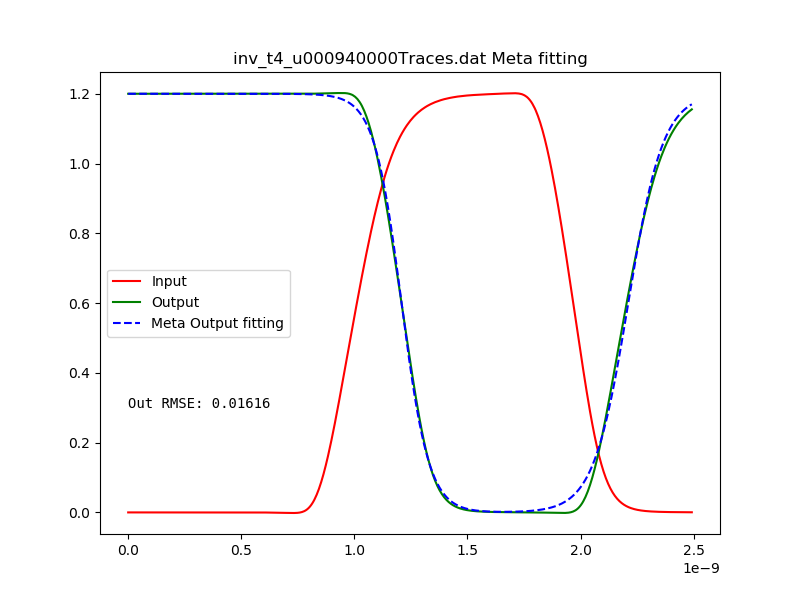 inv_t4_u000940000Traces.dat Meta fitting
1.2
1.0
0.8
0.6
0.4
0.2
0.0
Input
Output
Meta Output fitting
Out RMSE: 0.01616
0.0 0.5 1.0 1.5 2.0 2.5
1e−9